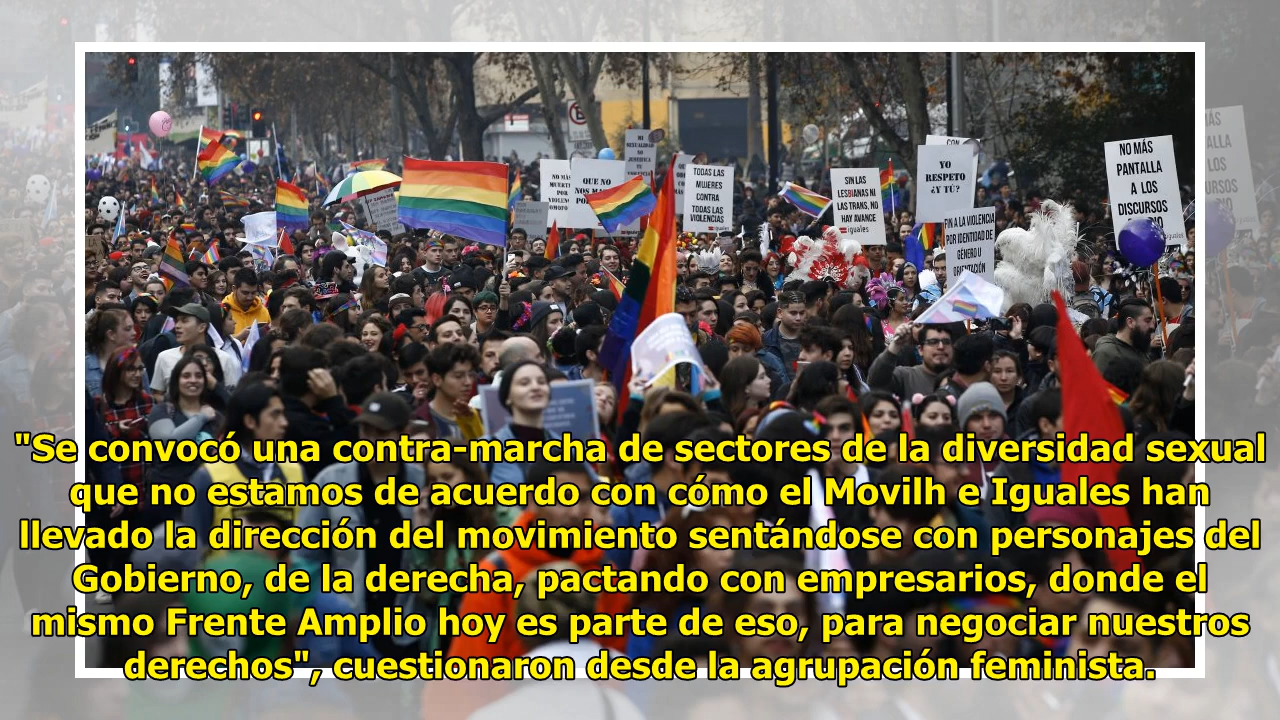 NO MÁS
PANTALLA
A LOS
DISCURSOS
YO
RESPETO
¿Y TÚ?
SIN LAS
LESBIANAS NI
LAS TRANS, NO
HAY AVANCE
iguales
TODAS LAS
MUJERES
CONTRA
TODAS LAS
VIOLENCIAS
QUE NO
FIN A LA VIOLENCIA
POR IDENTIDAD DE
GÉNERO U
ORIENTACIÓN
"Se convocó una contra-marcha de sectores de la diversidad sexual
que no estamos de acuerdo con cómo el Movilh e Iguales han
llevado la dirección del movimiento sentándose con personajes del
Gobierno, de la derecha, pactando con empresarios, donde el
mismo Frente Amplio hoy es parte de eso, para negociar nuestros
derechos", cuestionaron desde la agrupación feminista.